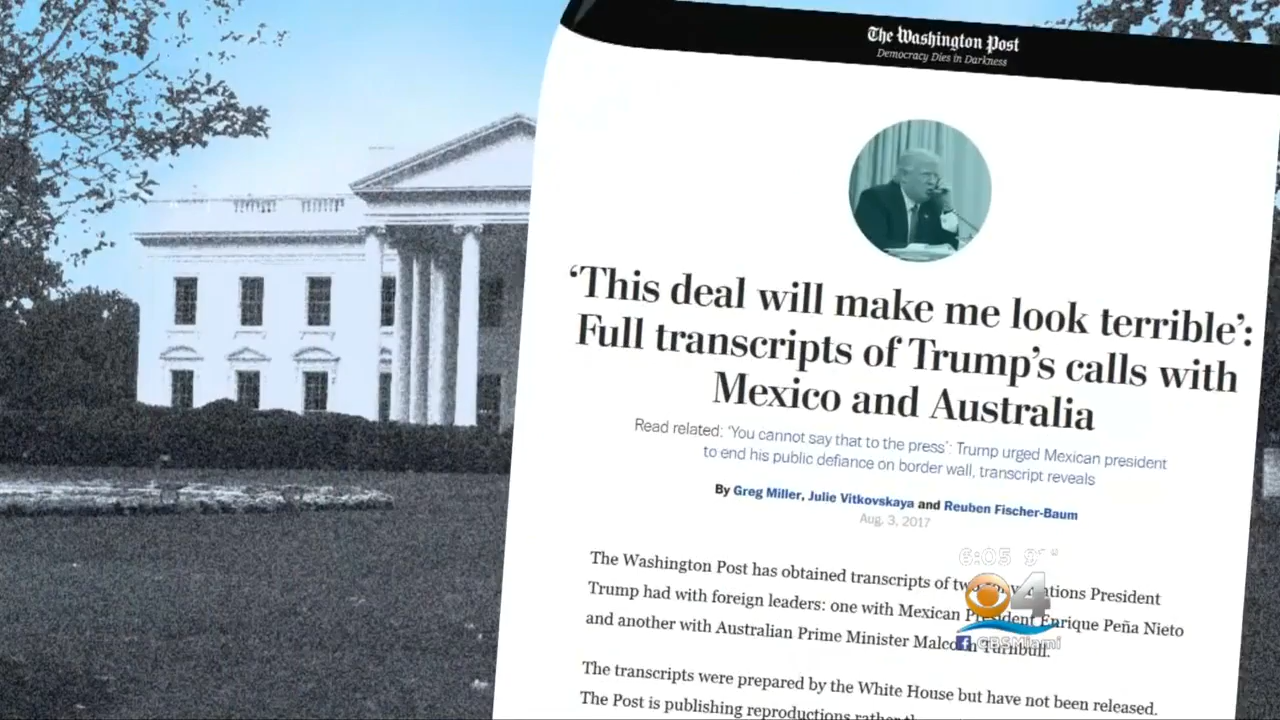 The Washington Post
Democracy Dies in Darkness
‘This deal will make me look terrible’:
Full transcripts of Trump’s calls with
Mexico and Australia
Read related: ‘You cannot say that to the press’: Trump urged Mexican president
to end his public defiance on border wall, transcript reveals
By Greg Miller, Julie Vitkovskaya and Reuben Fischer-Baum
Aug. 3, 2017
The Washington Post has obtained transcripts of two conversations President
Trump had with foreign leaders: one with Mexican President Enrique Peña Nieto
and another with Australian Prime Minister Malcolm Turnbull.
The transcripts were prepared by the White House but have not been released.
The Post is publishing reproductions rather
6:05
4
CBSMiami